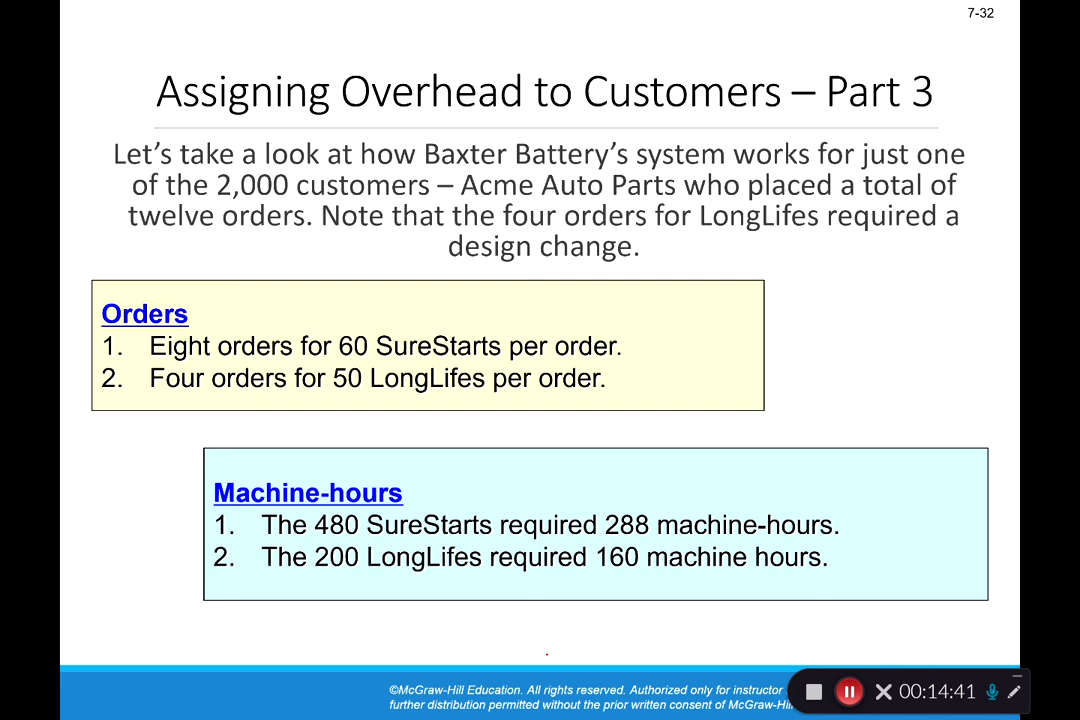 7-32
Assigning Overhead to Customers – Part 3
Let's take a look at how Baxter Battery's system works for just one
of the 2,000 customers – Acme Auto Parts who placed a total of
twelve orders. Note that the four orders for LongLifes required a
design change.
Orders
1. Eight orders for 60 SureStarts per order.
2. Four orders for 50 LongLifes per order.
Machine-hours
1. The 480 SureStarts required 288 machine-hours.
2. The 200 LongLifes required 160 machine hours.
©McGraw-Hill Education. All rights reserved. Authorized only for instructor
further distribution permitted without the prior written consent of McGraw-Hi
00:14:41